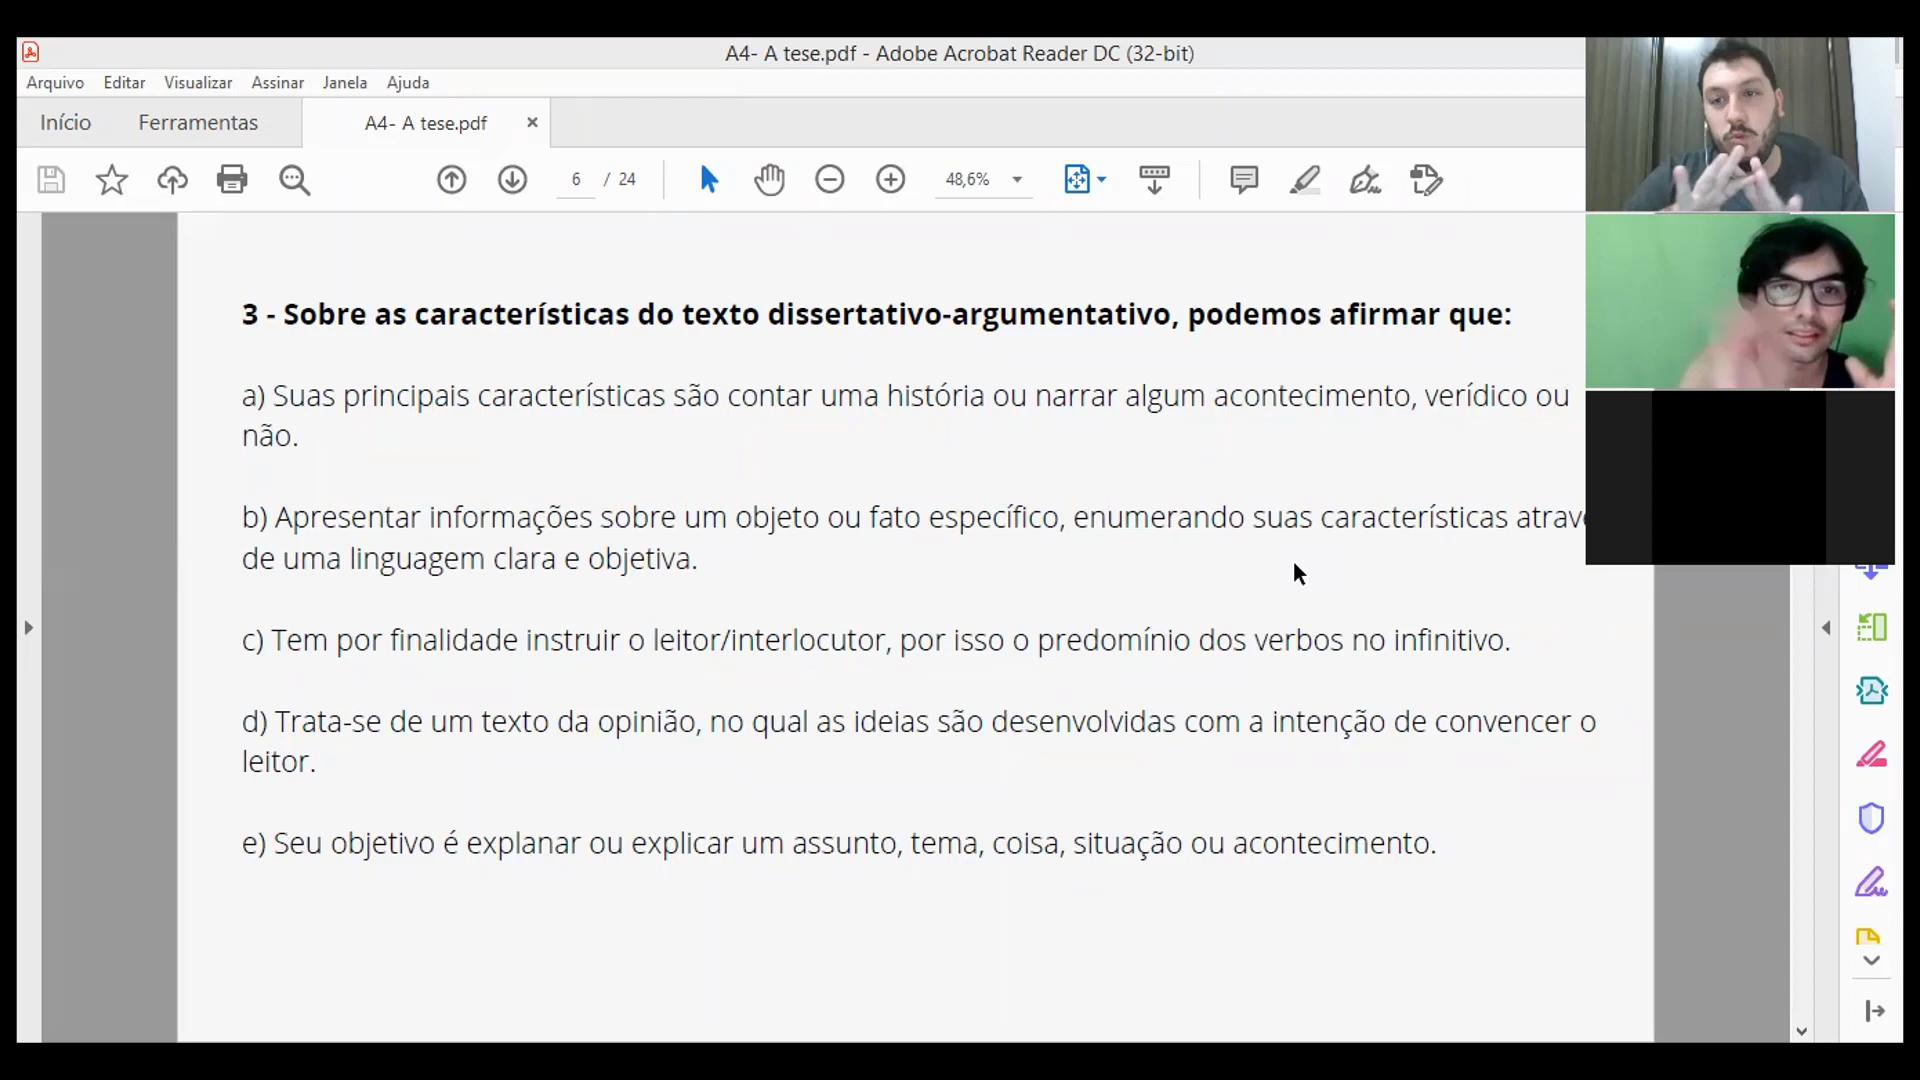 A4- A tese.pdf - Adobe Acrobat Reader DC (32-bit)
Arquivo Editar Visualizar Assinar Janela Ajuda
Início Ferramentas A4- A tese.pdf ×
6 / 24 48,6%
3 - Sobre as características do texto dissertativo-argumentativo, podemos afirmar que:
a) Suas principais características são contar uma história ou narrar algum acontecimento, verídico ou
não.
b) Apresentar informações sobre um objeto ou fato específico, enumerando suas características
de uma linguagem clara e objetiva.
c) Tem por finalidade instruir o leitor/interlocutor, por isso o predomínio dos verbos no infinitivo.
d) Trata-se de um texto da opinião, no qual as ideias são desenvolvidas com a intenção de convencer o
leitor.
e) Seu objetivo é explanar ou explicar um assunto, tema, coisa, situação ou acontecimento.